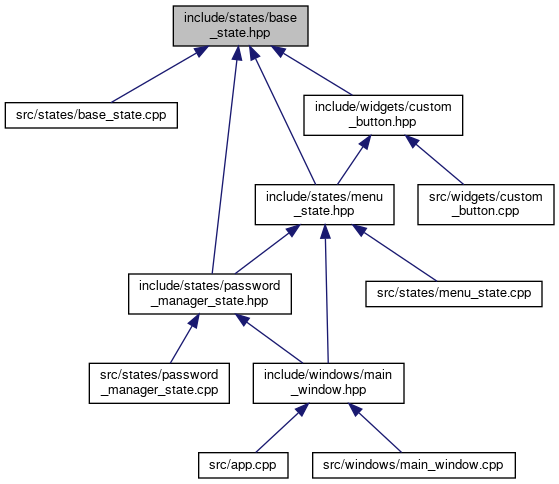 include/states/base
_state.hpp
src/states/base_state.cpp
include/widgets/custom
_button.hpp
include/states/menu
_state.hpp
src/widgets/custom
_button.cpp
include/states/password
_manager_state.hpp
src/states/menu_state.cpp
src/states/password
_manager_state.cpp
include/windows/main
_window.hpp
src/app.cpp
src/windows/main_window.cpp